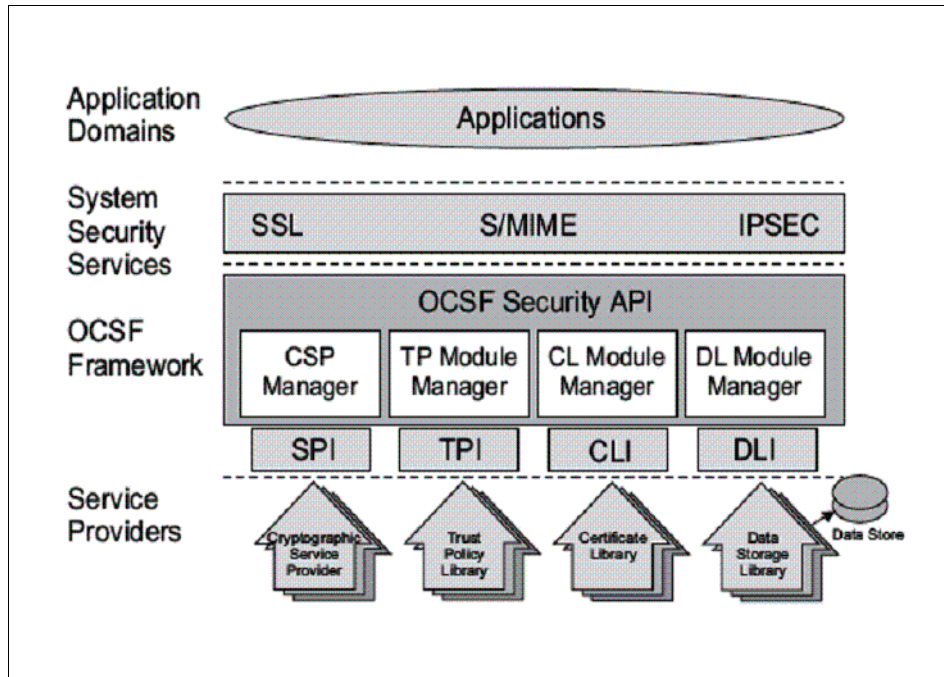 Application
Domains
Applications
System
Security
Services
SSL S/MIME IPSEC
OCSF
Framework
OCSF Security API
CSP
Manager
TP Module
Manager
CL Module
Manager
DL Module
Manager
SPI TPI CLI DLI
Service
Providers
Cryptographic
Service
Provider
Trust
Policy
Library
Certificate
Library
Data
Storage
Library
Data Store